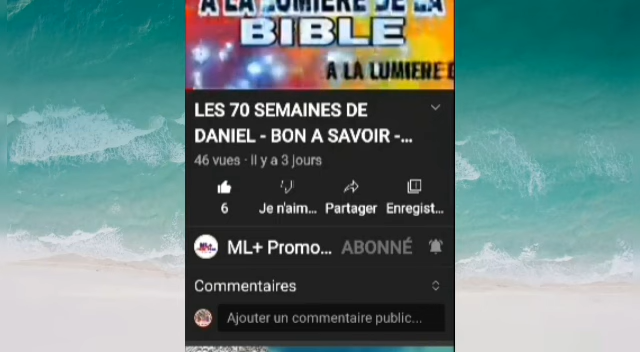 A LA LUMIERE DE LA
BIBLE
A LA LUMIERE D
LES 70 SEMAINES DE
DANIEL - BON A SAVOIR -...
46 vues · il y a 3 jours
6
Je n'aim...
Partager
Enregist...
ML+ Promo...
ABONNÉ
Commentaires
Ajouter un commentaire public...